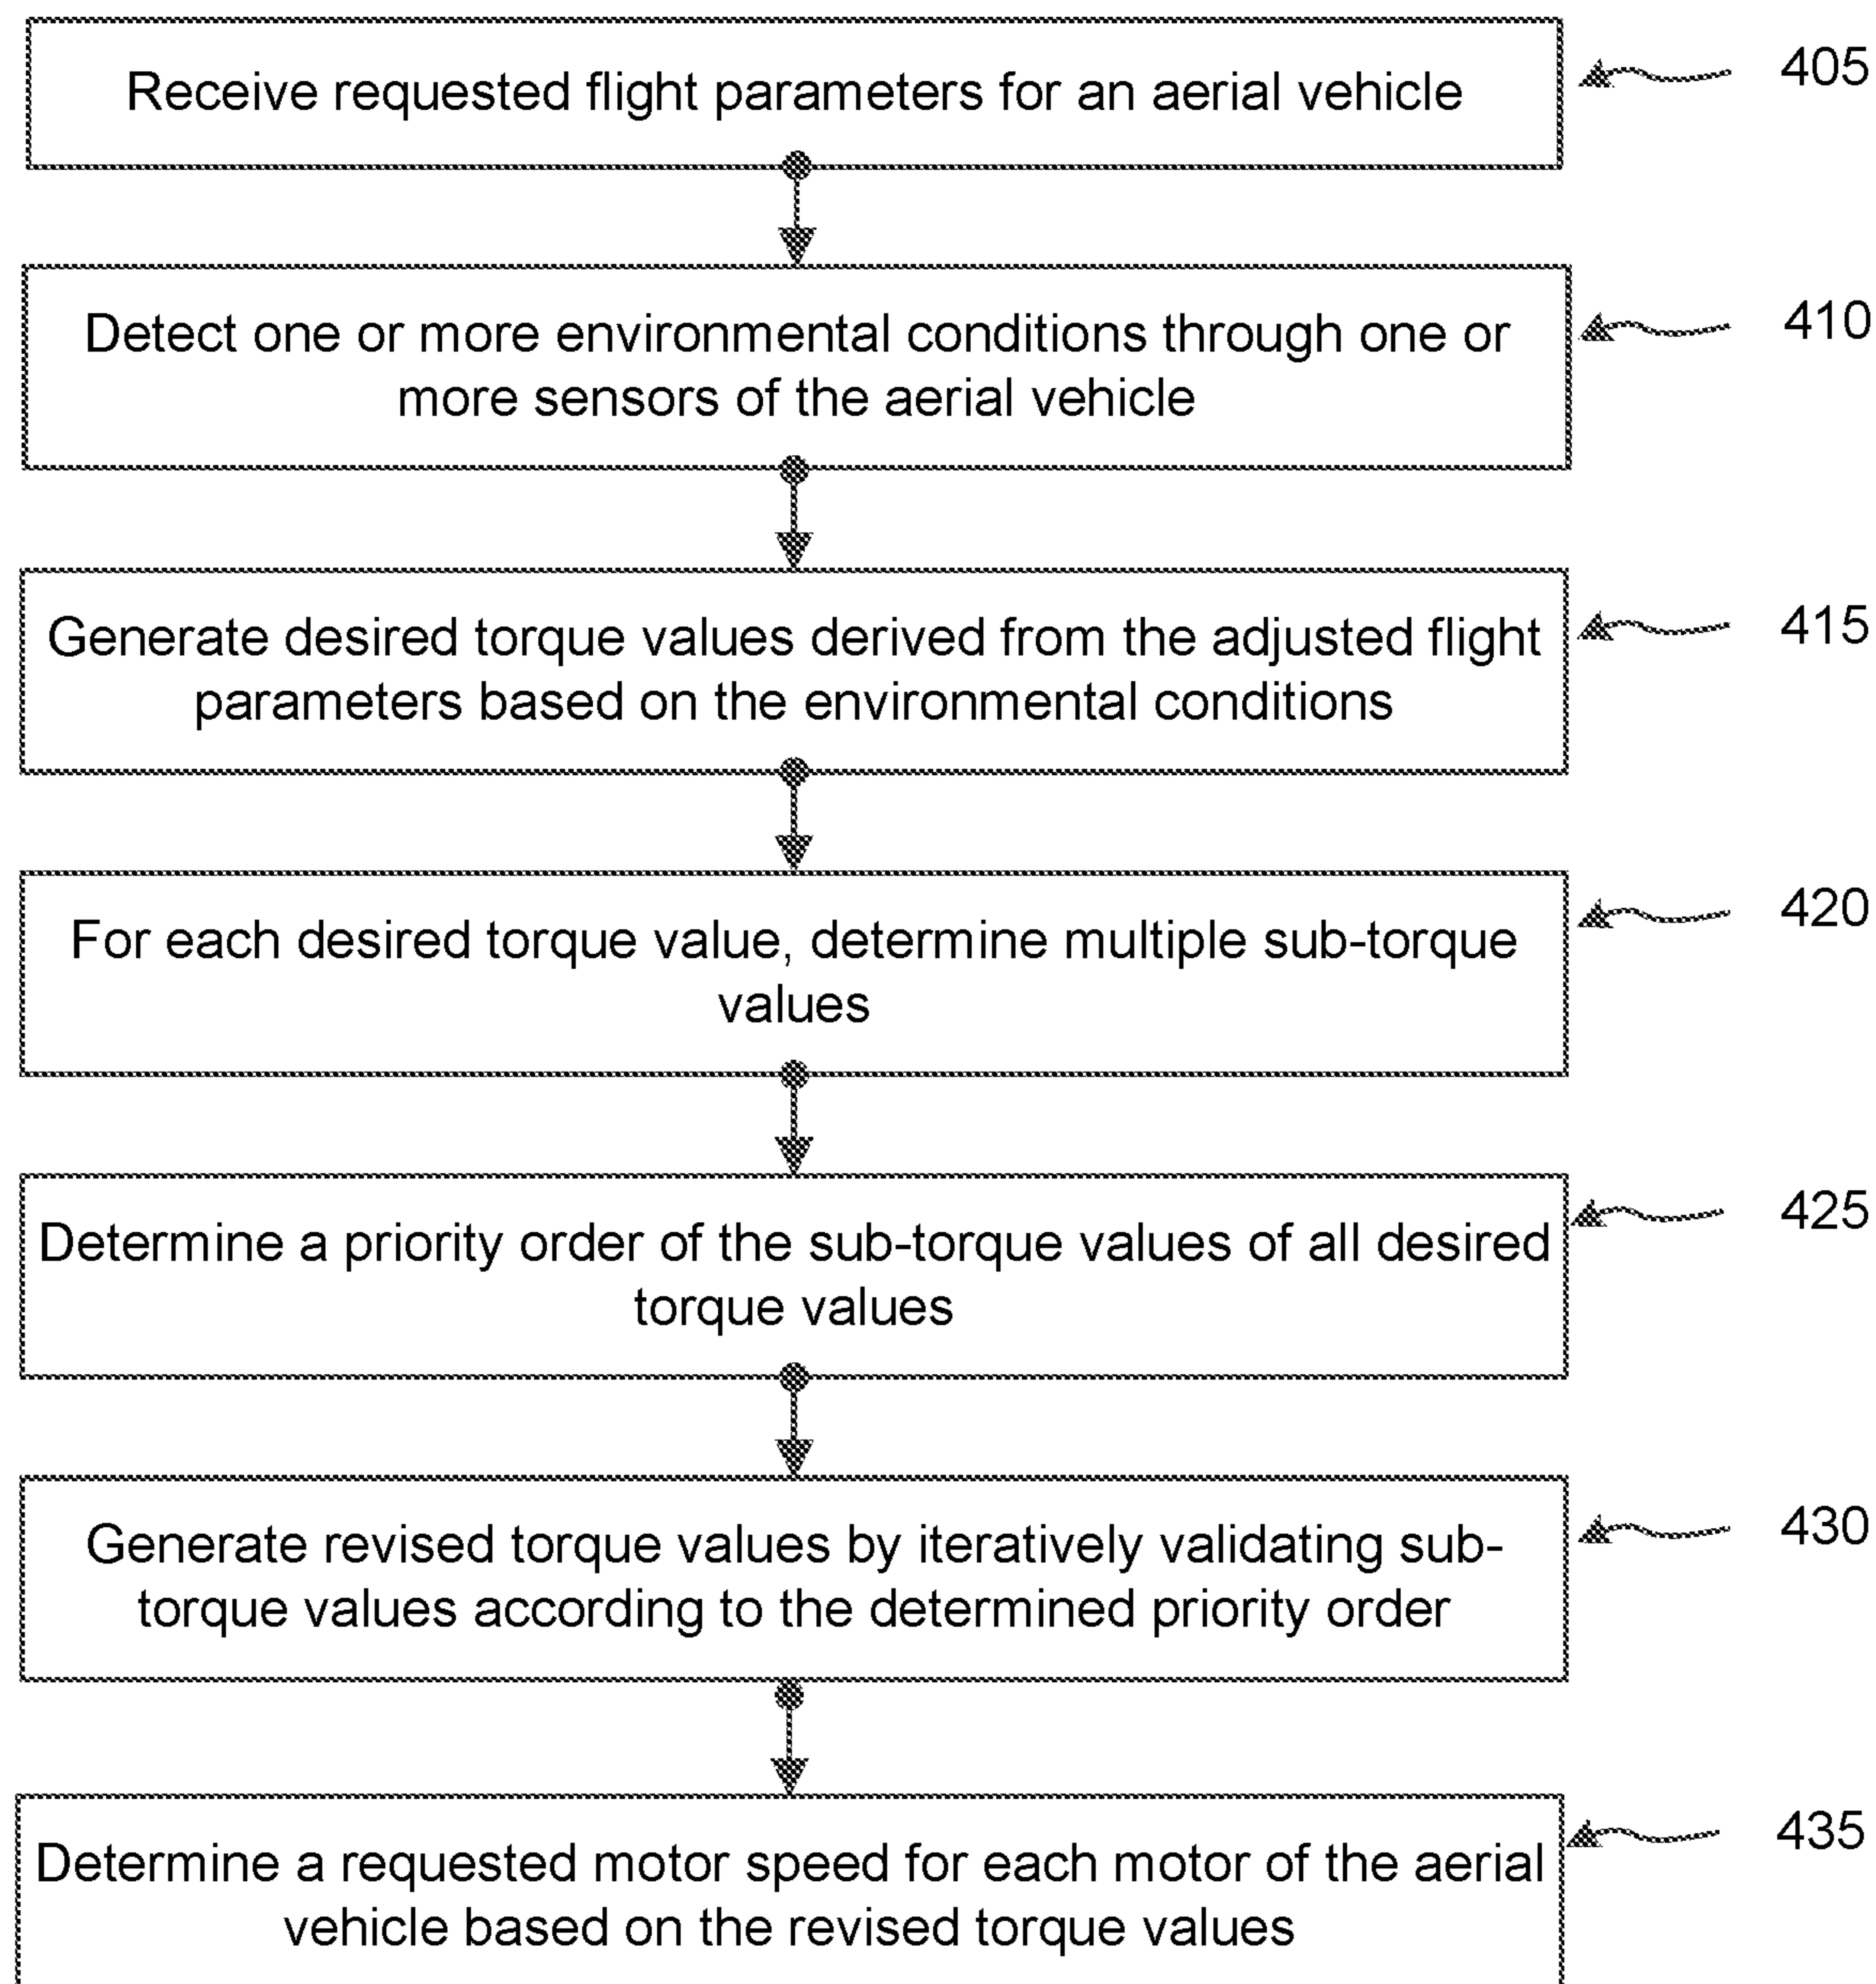 Receive requested flight parameters for an aerial vehicle
405
Detect one or more environmental conditions through one or
more sensors of the aerial vehicle
410
Generate desired torque values derived from the adjusted flight
parameters based on the environmental conditions
415
For each desired torque value, determine multiple sub-torque
values
420
Determine a priority order of the sub-torque values of all desired
torque values
425
Generate revised torque values by iteratively validating sub-
torque values according to the determined priority order
430
Determine a requested motor speed for each motor of the aerial
vehicle based on the revised torque values
435